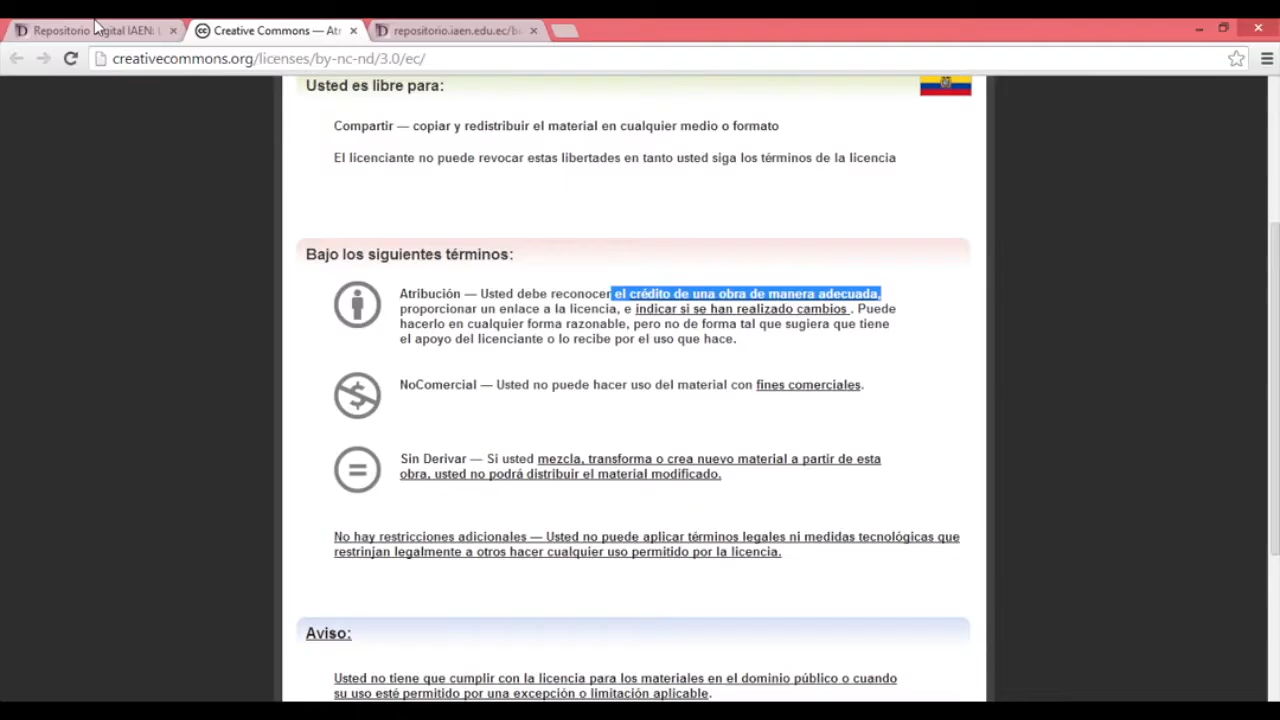 Repositorio Digital IAEN:
Creative Commons — Atr
repositorio.iaen.edu.ec/b
creativecommons.org/licenses/by-nc-nd/3.0/ec/
Usted es libre para:
Compartir — copiar y redistribuir el material en cualquier medio o formato
El licenciante no puede revocar estas libertades en tanto usted siga los términos de la licencia
Bajo los siguientes términos:
Atribución — Usted debe reconocer el crédito de una obra de manera adecuada,
proporcionar un enlace a la licencia, e indicar si se han realizado cambios . Puede
hacerlo en cualquier forma razonable, pero no de forma tal que sugiera que tiene
el apoyo del licenciante o lo recibe por el uso que hace.
NoComercial — Usted no puede hacer uso del material con fines comerciales.
Sin Derivar — Si usted mezcla, transforma o crea nuevo material a partir de esta
obra, usted no podrá distribuir el material modificado.
No hay restricciones adicionales — Usted no puede aplicar términos legales ni medidas tecnológicas que
restrinjan legalmente a otros hacer cualquier uso permitido por la licencia.
Aviso:
Usted no tiene que cumplir con la licencia para los materiales en el dominio público o cuando
su uso esté permitido por una excepción o limitación aplicable.